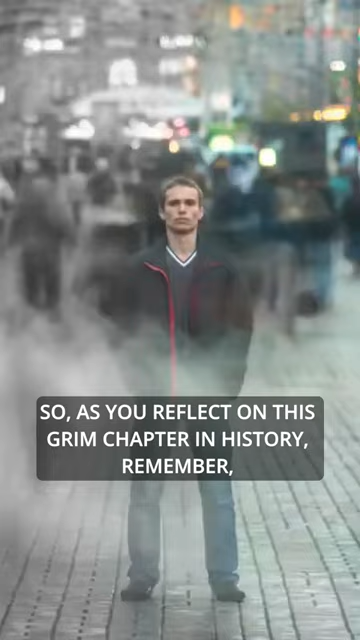 SO, AS YOU REFLECT ON THIS
GRIM CHAPTER IN HISTORY,
REMEMBER,